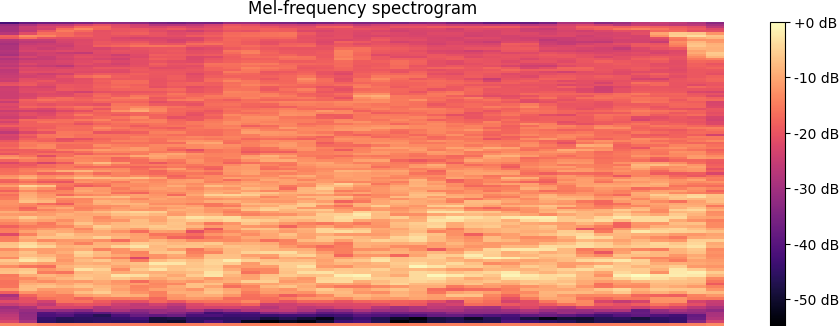 Mel-frequency spectrogram
+0 dB
-10 dB
-20 dB
-30 dB
-40 dB
-50 dB